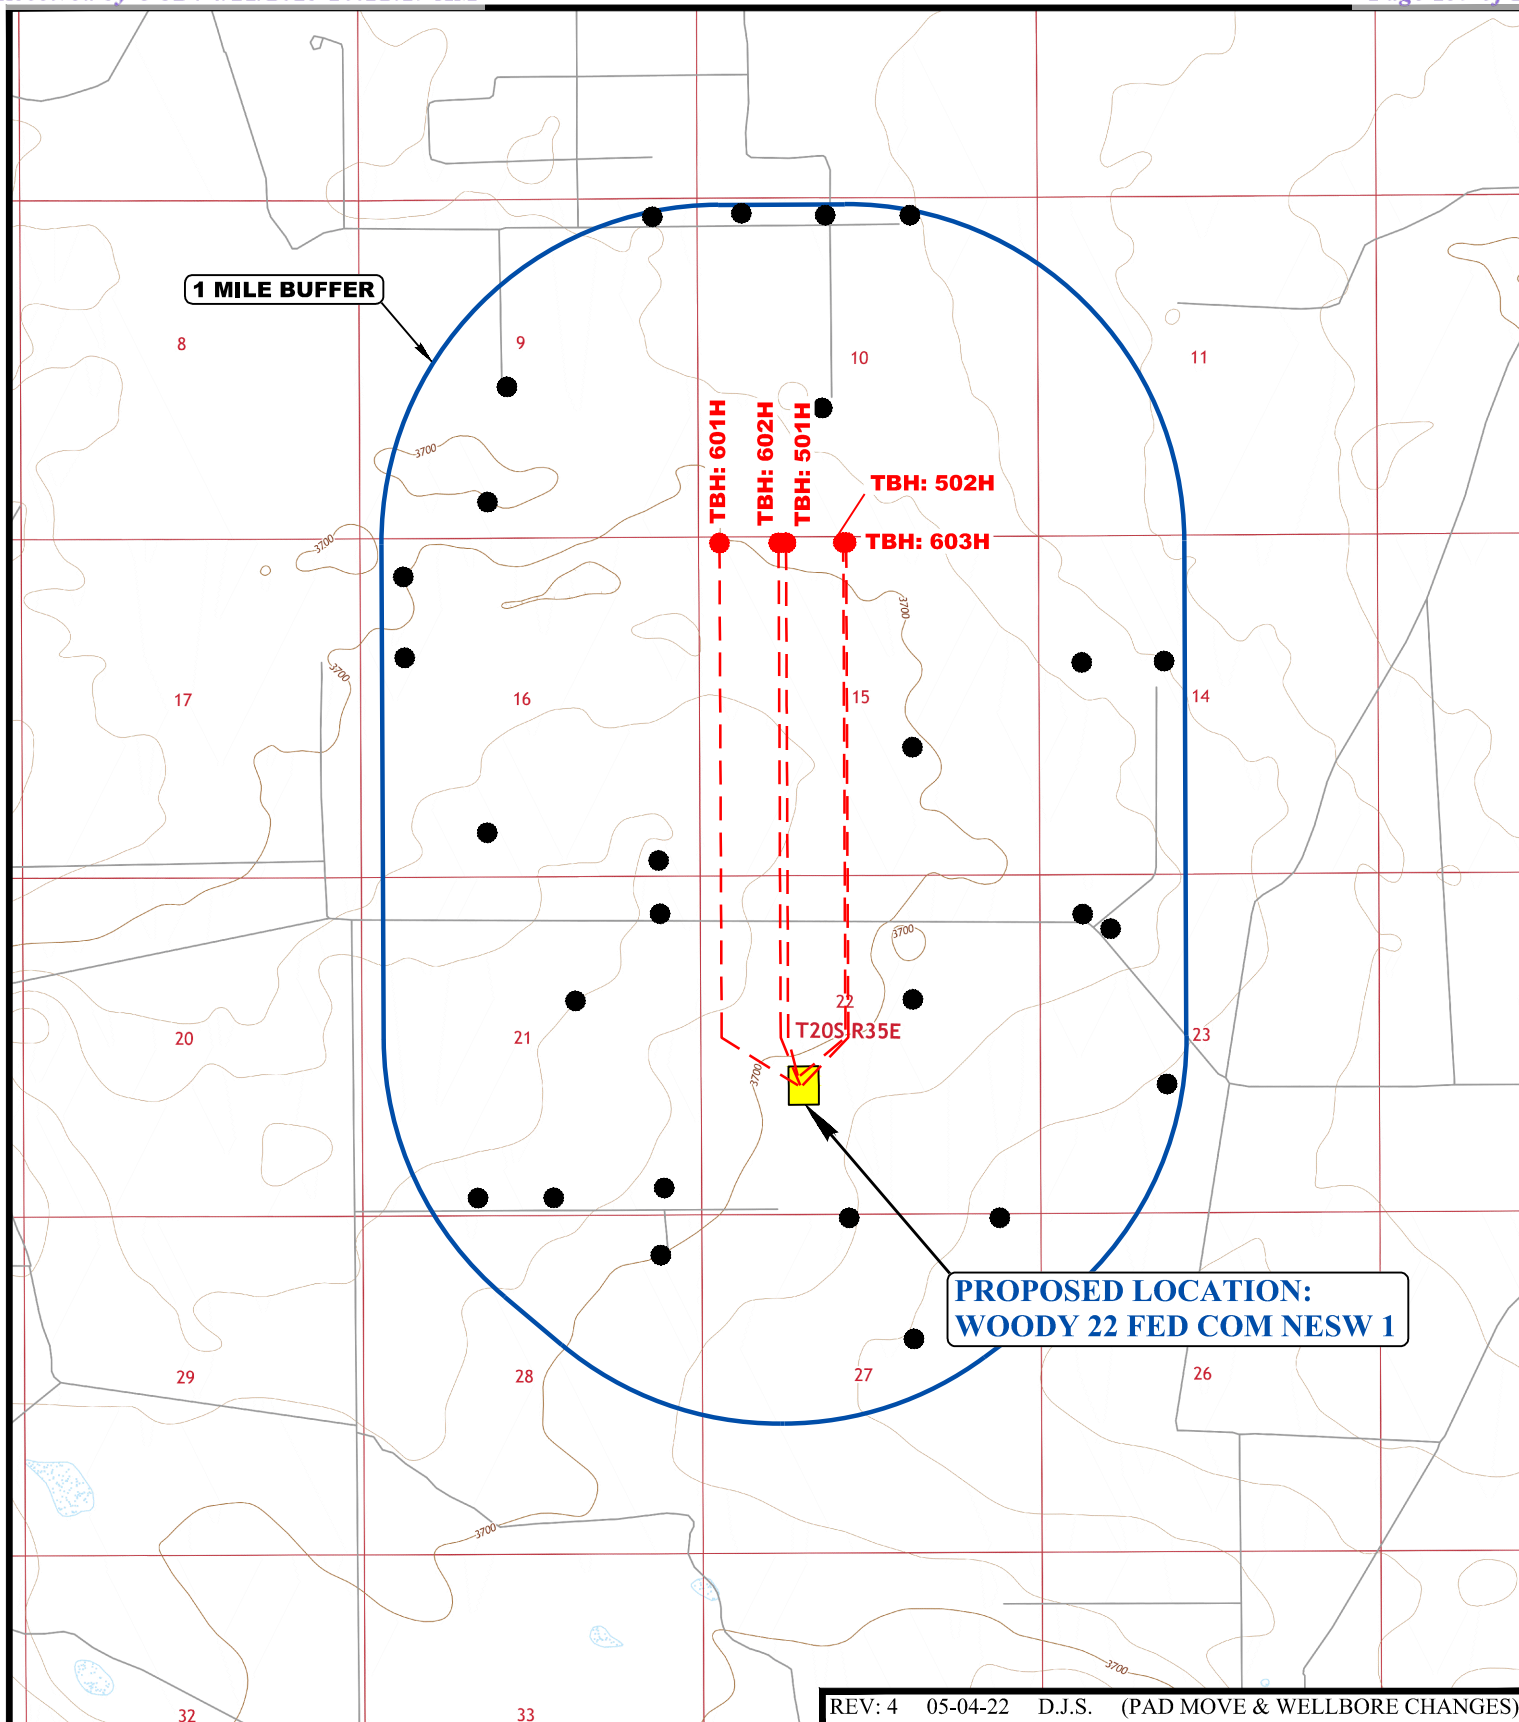 1 MILE BUFFER
8
9
10
11
3700
TBH: 601H
TBH: 602H
TBH: 501H
TBH: 502H
TBH: 603H
3700
3700
3700
17
16
15
14
3700
22
T20S R35E
20
21
23
3700
PROPOSED LOCATION:
WOODY 22 FED COM NESW 1
29
28
27
26
3700
3700
32
33
REV: 4 05-04-22 D.J.S. (PAD MOVE & WELLBORE CHANGES)